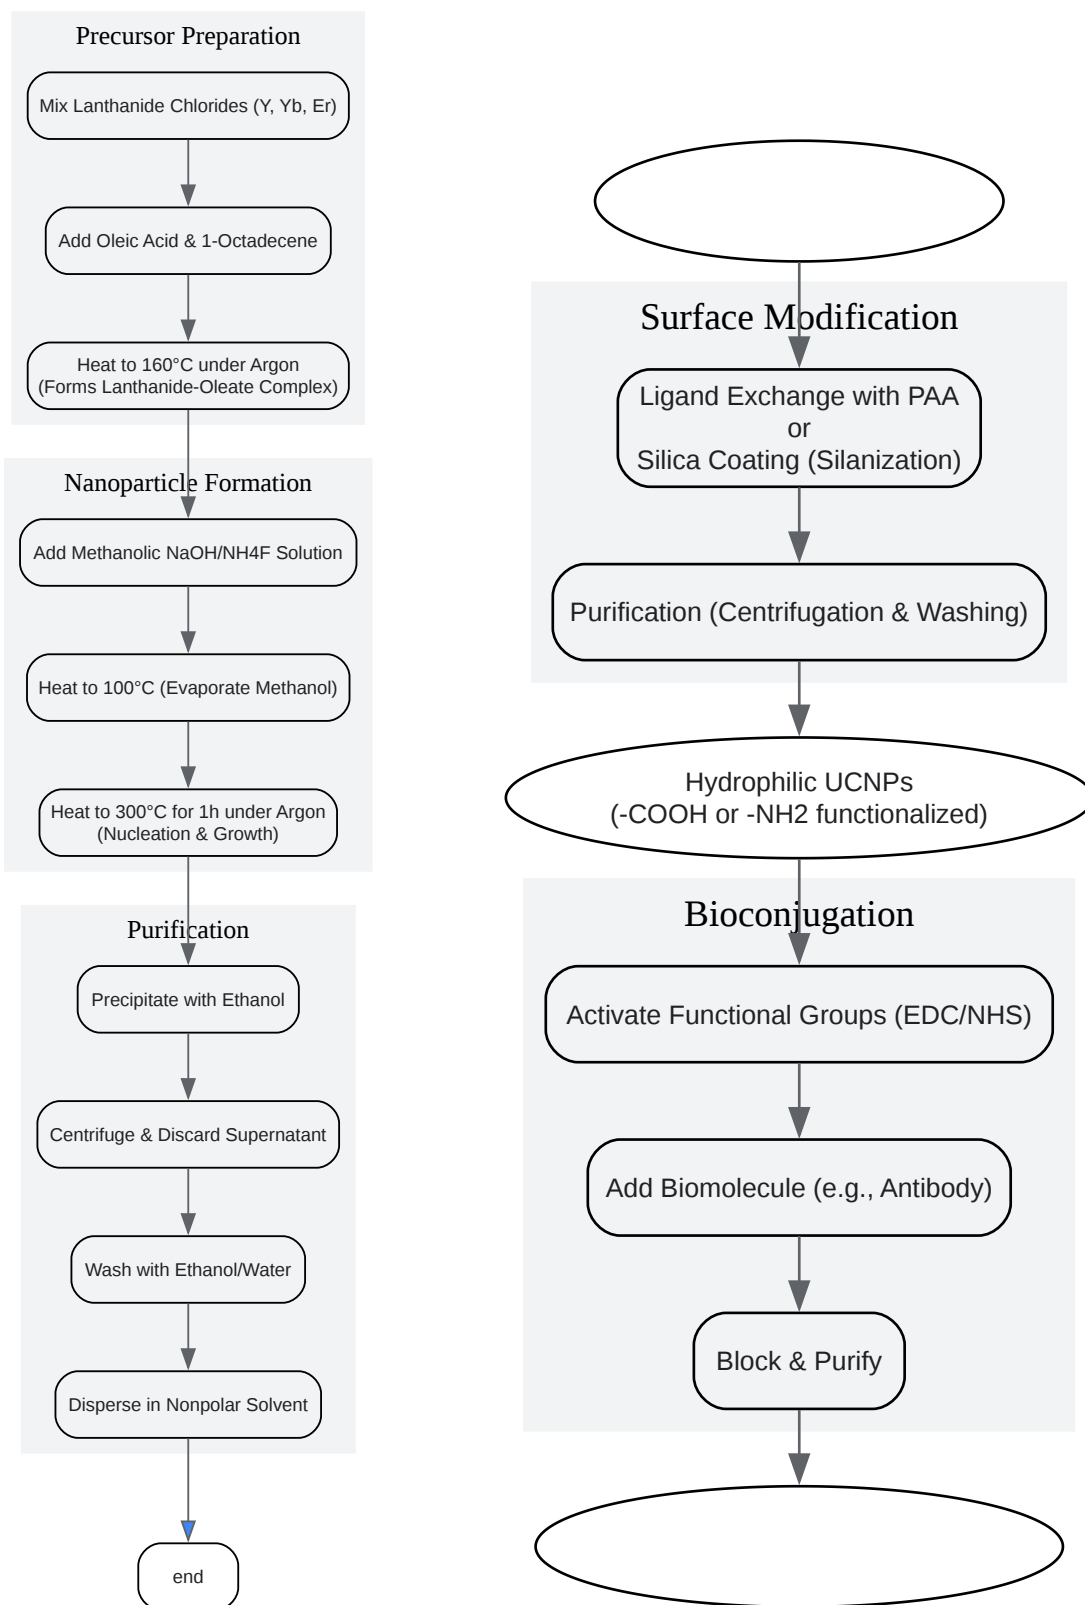 Precursor Preparation
Mix Lanthanide Chlorides (Y, Yb, Er)
Add Oleic Acid & 1-Octadecene
Heat to 160°C under Argon
(Forms Lanthanide-Oleate Complex)
Nanoparticle Formation
Add Methanolic NaOH/NH4F Solution
Heat to 100°C (Evaporate Methanol)
Heat to 300°C for 1h under Argon
(Nucleation & Growth)
Purification
Precipitate with Ethanol
Centrifuge & Discard Supernatant
Wash with Ethanol/Water
Disperse in Nonpolar Solvent
end
Surface Modification
Ligand Exchange with PAA
or
Silica Coating (Silanization)
Purification (Centrifugation & Washing)
Hydrophilic UCNPs
(-COOH or -NH2 functionalized)
Bioconjugation
Activate Functional Groups (EDC/NHS)
Add Biomolecule (e.g., Antibody)
Block & Purify